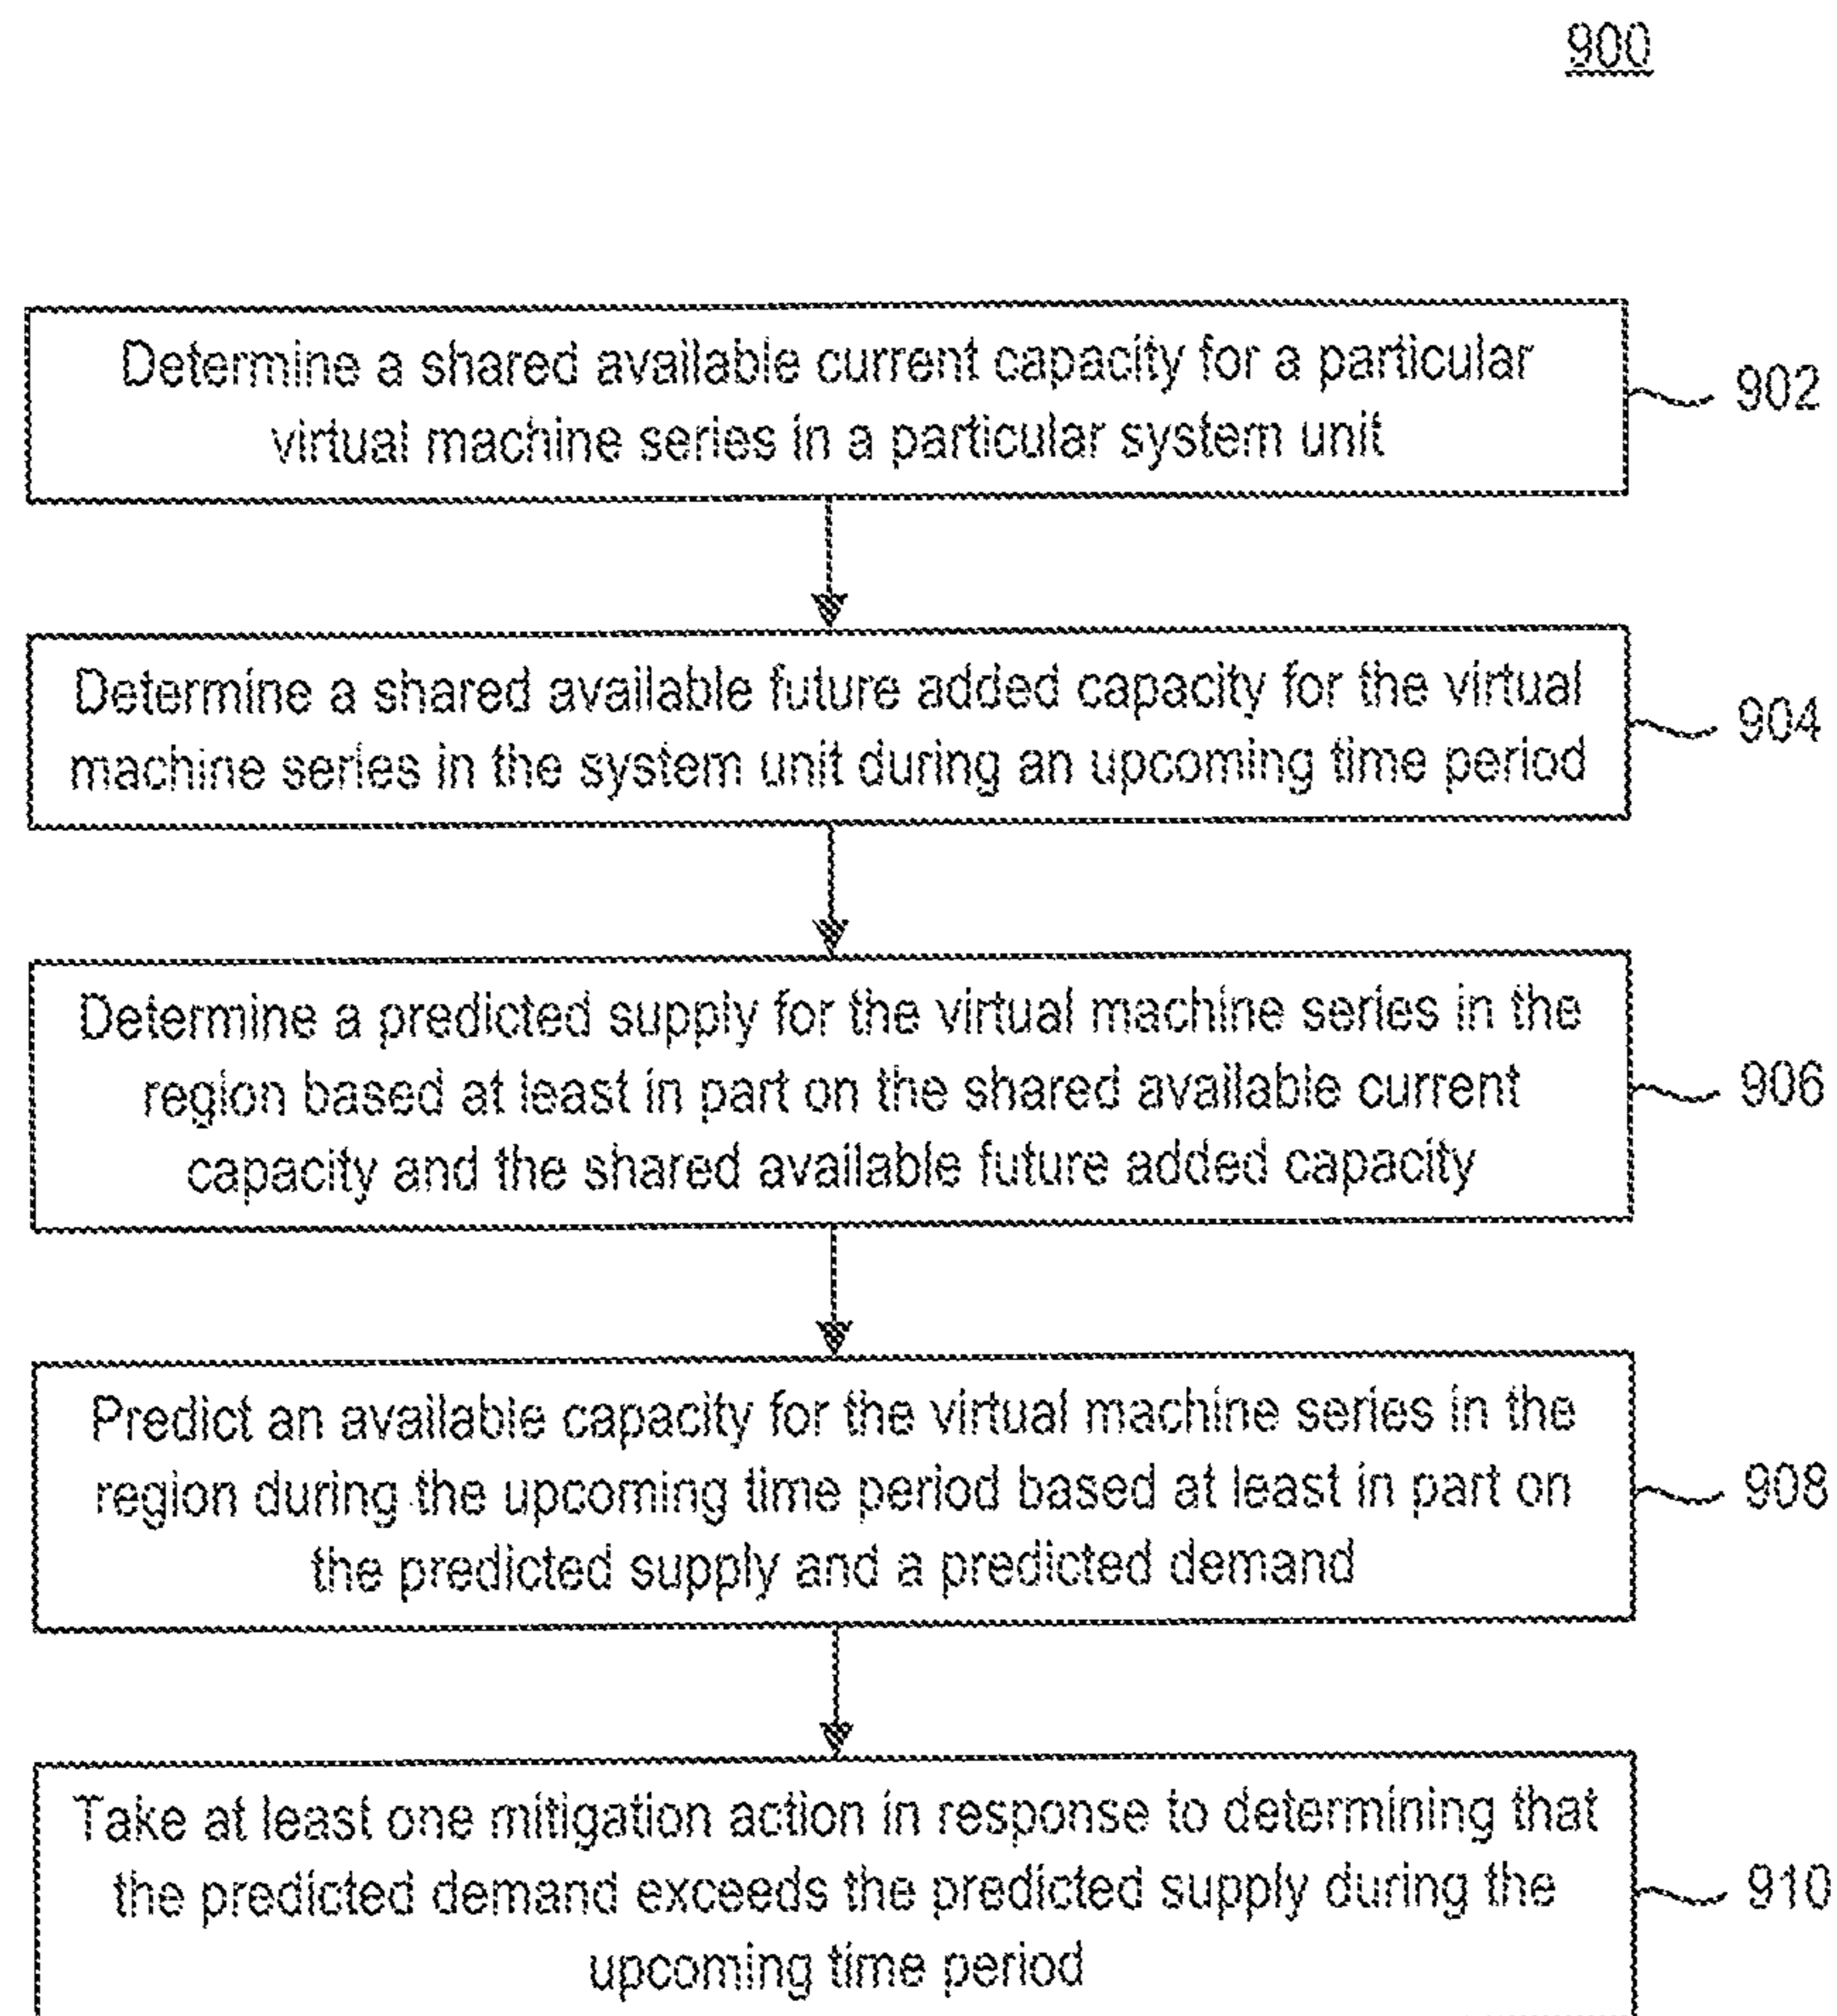 900
Determine a shared available current capacity for a particular
virtual machine series in a particular system unit
902
Determine a shared available future added capacity for the virtual
machine series in the system unit during an upcoming time period
904
Determine a predicted supply for the virtual machine series in the
region based at least in part on the shared available current
capacity and the shared available future added capacity
906
Predict an available capacity for the virtual machine series in the
region during the upcoming time period based at least in part on
the predicted supply and a predicted demand
908
Take at least one mitigation action in response to determining that
the predicted demand exceeds the predicted supply during the
upcoming time period
910